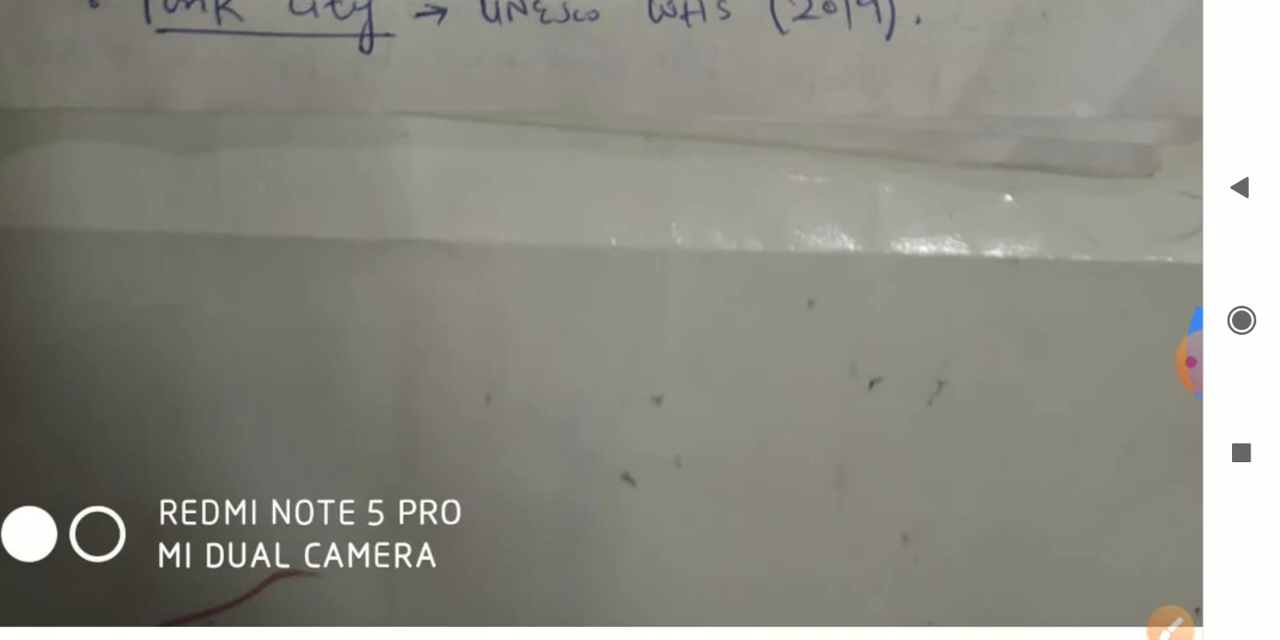 • Pink City → UNESCO WHS (2019).
REDMI NOTE 5 PRO
MI DUAL CAMERA